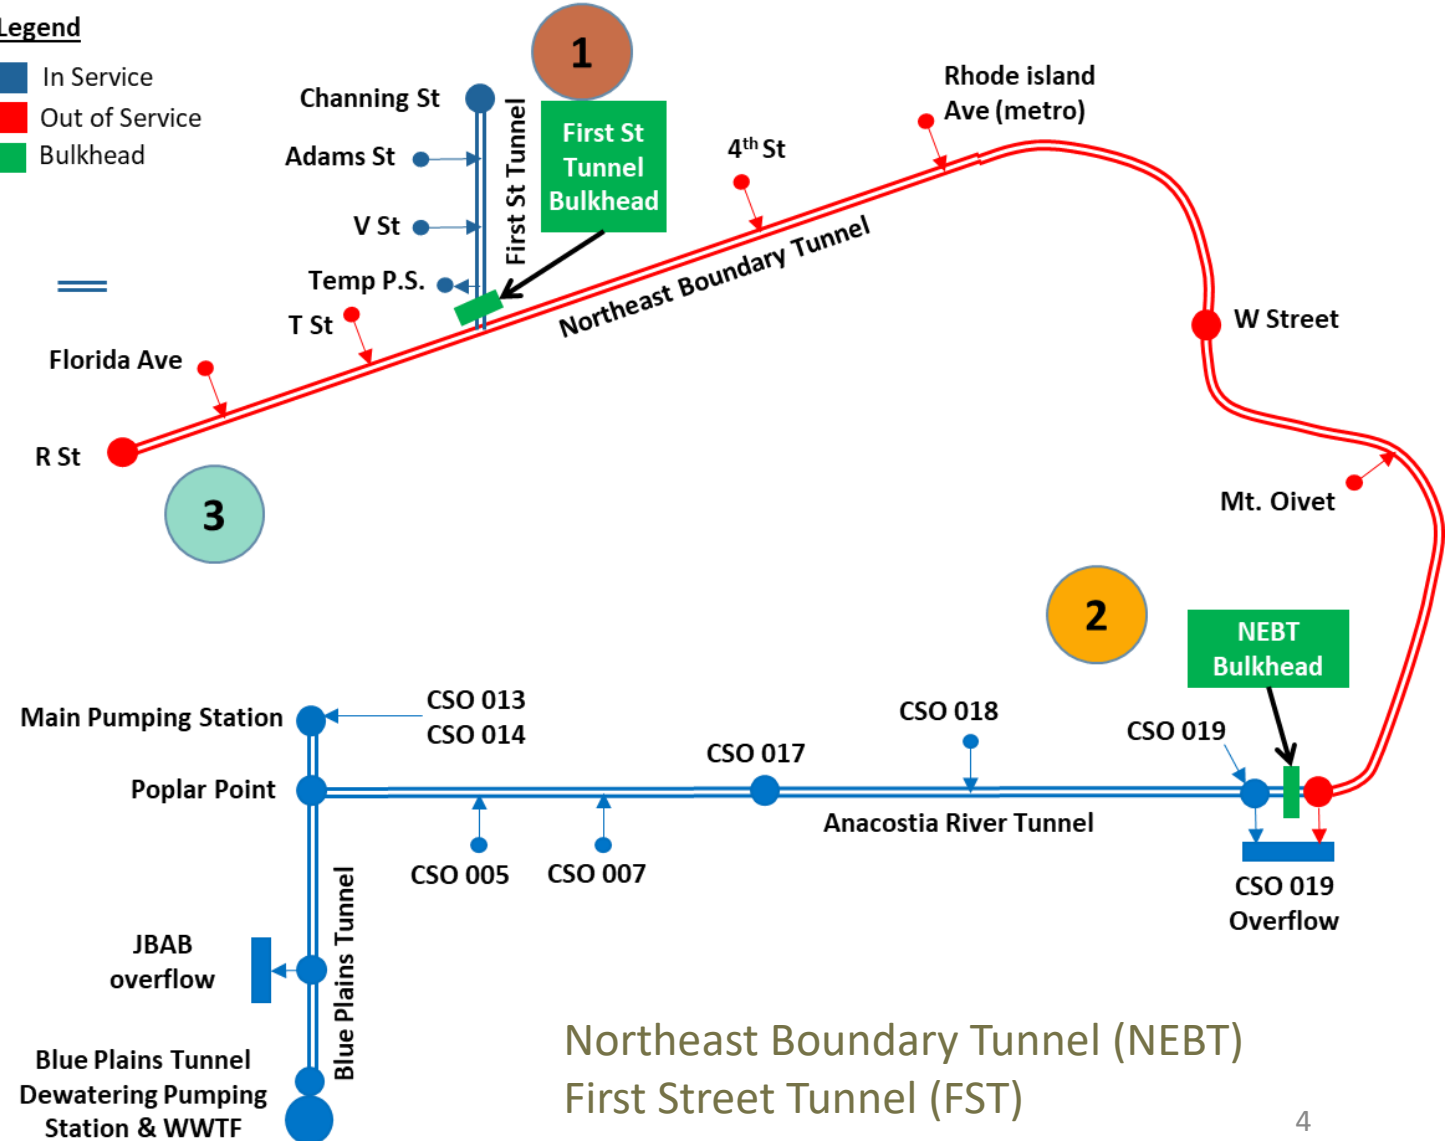 Legend
In Service
Out of Service
Bulkhead
1
Channing St
Adams St
V St
Temp P.S.
First St Tunnel
First St
Tunnel
Bulkhead
4th St
Rhode island
Ave (metro)
Northeast Boundary Tunnel
T St
Florida Ave
R St
3
W Street
Mt. Oivet
2
NEBT
Bulkhead
Main Pumping Station
CSO 013
CSO 014
Poplar Point
CSO 005
CSO 007
CSO 017
CSO 018
CSO 019
Anacostia River Tunnel
CSO 019
Overflow
JBAB
overflow
Blue Plains Tunnel
Blue Plains Tunnel
Dewatering Pumping
Station & WWTF
Northeast Boundary Tunnel (NEBT)
First Street Tunnel (FST)
4